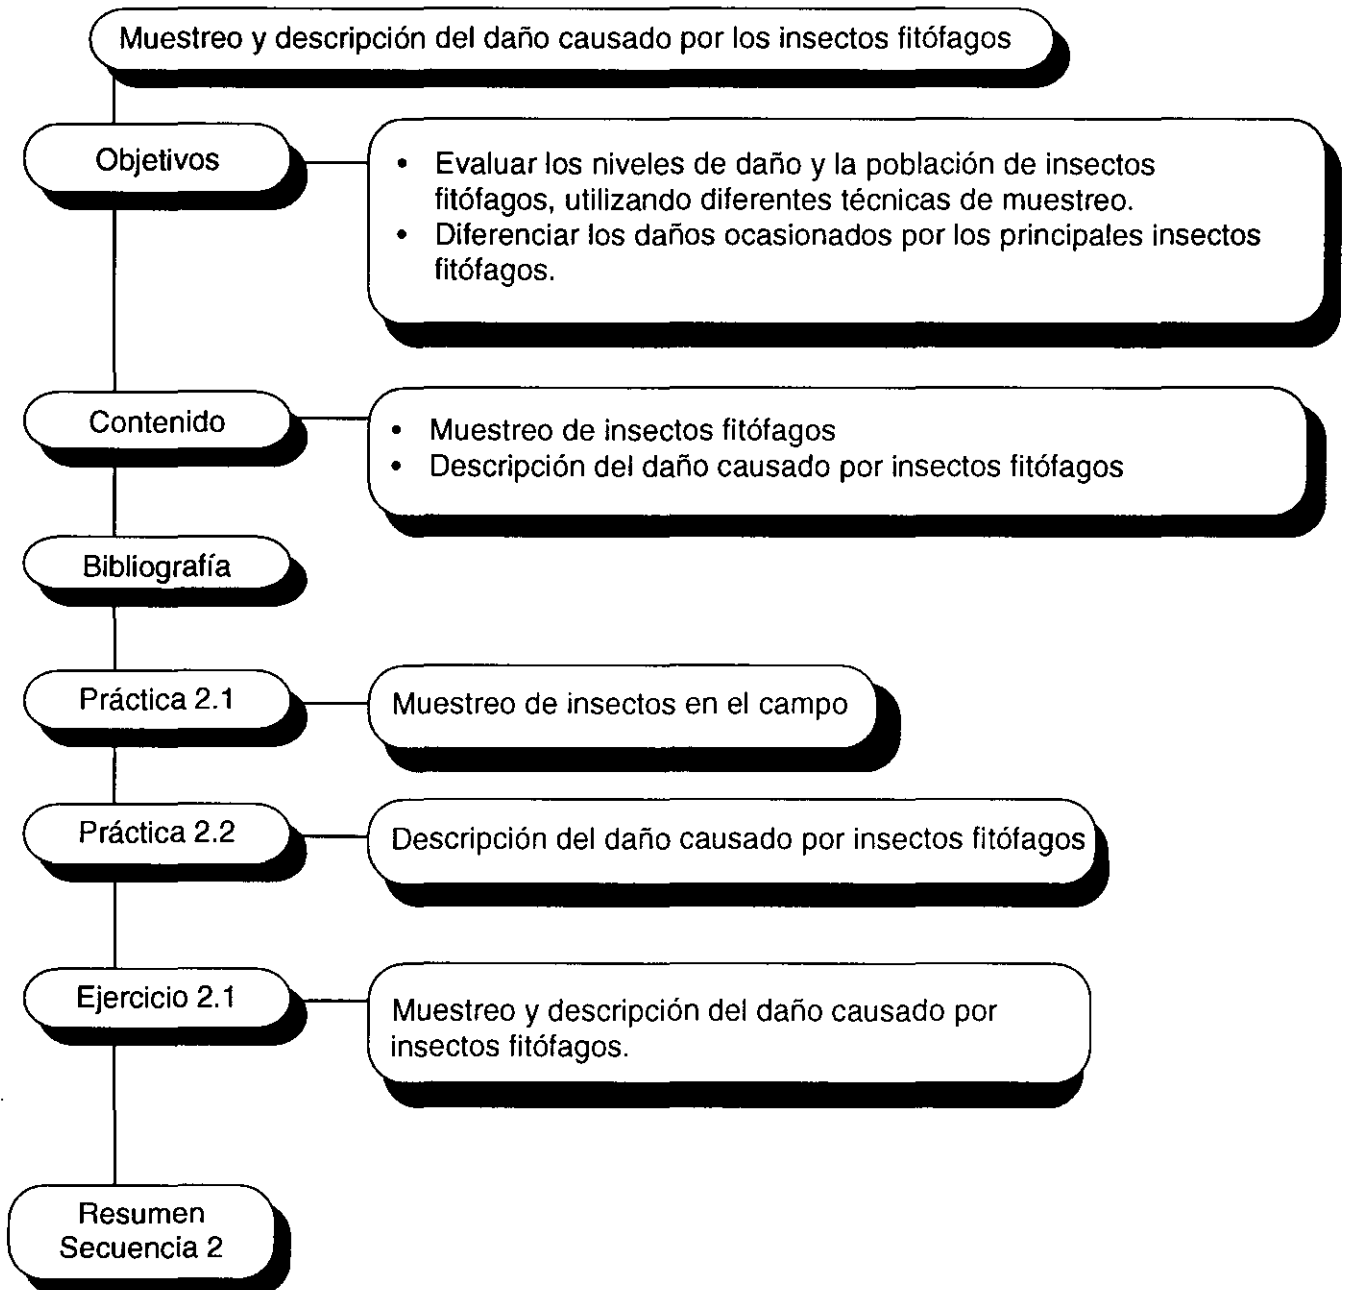 Muestreo y descripción del daño causado por los insectos fitófagos
Objetivos
• Evaluar los niveles de daño y la población de insectos
fitófagos, utilizando diferentes técnicas de muestreo.
• Diferenciar los daños ocasionados por los principales insectos
fitófagos.
Contenido
• Muestreo de insectos fitófagos
• Descripción del daño causado por insectos fitófagos
Bibliografía
Práctica 2.1
Muestreo de insectos en el campo
Práctica 2.2
Descripción del daño causado por insectos fitófagos
Ejercicio 2.1
Muestreo y descripción del daño causado por
insectos fitófagos.
Resumen
Secuencia 2